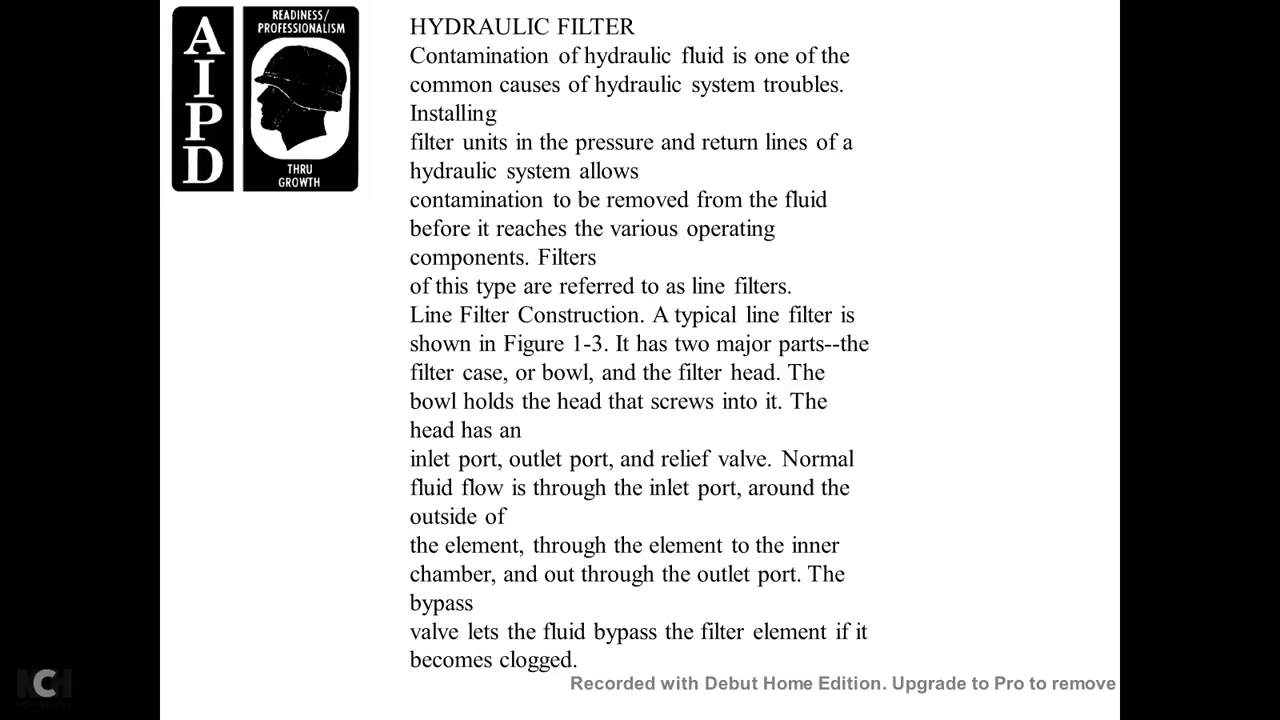 AIPD
READINESS/
PROFESSIONALISM
THRU
GROWTH
HYDRAULIC FILTER
Contamination of hydraulic fluid is one of the
common causes of hydraulic system troubles.
Installing
filter units in the pressure and return lines of a
hydraulic system allows
contamination to be removed from the fluid
before it reaches the various operating
components. Filters
of this type are referred to as line filters.
Line Filter Construction. A typical line filter is
shown in Figure 1-3. It has two major parts--the
filter case, or bowl, and the filter head. The
bowl holds the head that screws into it. The
head has an
inlet port, outlet port, and relief valve. Normal
fluid flow is through the inlet port, around the
outside of
the element, through the element to the inner
chamber, and out through the outlet port. The
bypass
valve lets the fluid bypass the filter element if it
becomes clogged.
Recorded with Debut Home Edition. Upgrade to Pro to remove
NCH